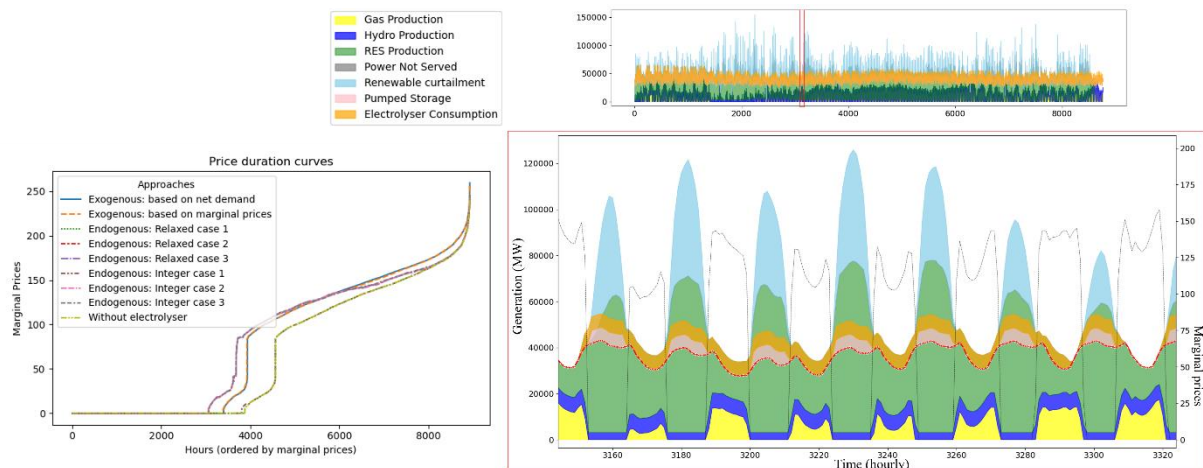 Gas Production
Hydro Production
RES Production
Power Not Served
Renewable curtailment
Pumped Storage
Electrolyser Consumption
150000
100000
50000
0
0
2000
4000
6000
8000
Price duration curves
Approaches
Exogenous: based on net demand
Exogenous: based on marginal prices
Endogenous: Relaxed case 1
Endogenous: Relaxed case 2
Endogenous: Relaxed case 3
Endogenous: Integer case 1
Endogenous: Integer case 2
Endogenous: Integer case 3
Without electrolyser
Marginal Prices
250
200
150
100
50
0
0
2000
4000
6000
8000
Hours (ordered by marginal prices)
Generation (MW)
120000
100000
80000
60000
40000
20000
0
3160
3180
3200
3220
3240
3260
3280
3300
3320
Time (hourly)
200
175
150
125
100
75
50
25
0
Marginal prices